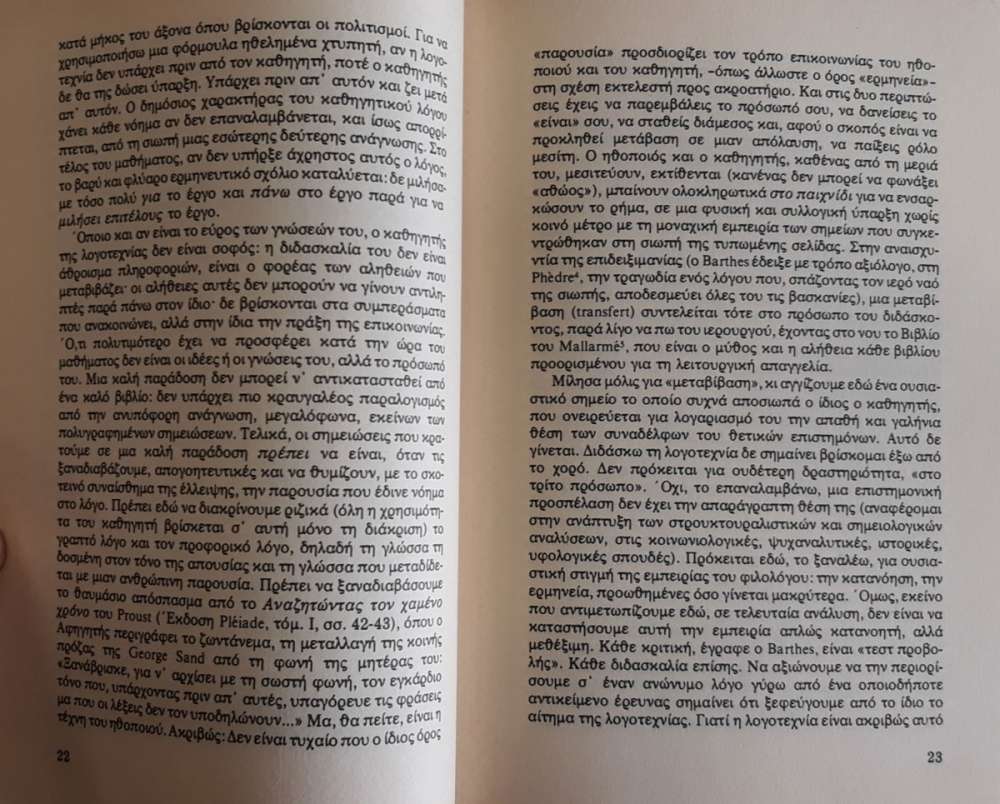 κατά μήκος του άξονα όπου βρίσκονται οι πολιτισμοί. Για να
χρησιμοποιήσω μια φόρμουλα ηθελημένα χτυπητή, αν η λογο-
τεχνία δεν υπάρχει πριν από τον καθηγητή, ποτέ ο καθηγητής
δε θα της δώσει ύπαρξη. Υπάρχει πριν απ' αυτόν και ζει μετά
απ' αυτόν. Ο δημόσιος χαρακτήρας του καθηγητικού λόγου
χάνει κάθε νόημα αν δεν επαναλαμβάνεται, και ίσως απορρί-
πτεται, από τη σιωπή μιας εσώτερης δεύτερης ανάγνωσης. Στο
τέλος του μαθήματος, αν δεν υπήρξε άχρηστος αυτός ο λόγος,
το βαρύ και φλύαρο ερμηνευτικό σχόλιο καταλύεται: δε μιλήσα-
με τόσο πολύ για το έργο και πάνω στο έργο παρά για να
μιλήσει επιτέλους το έργο.
Όποιο και αν είναι το εύρος των γνώσεών του, ο καθηγητής
της λογοτεχνίας δεν είναι σοφός: η διδασκαλία του δεν είναι
άθροισμα πληροφοριών, είναι ο φορέας των αληθειών που
μεταβιβάζει· οι αλήθειες αυτές δεν μπορούν να γίνουν αντιλη-
πτές παρά πάνω στον ίδιο· δε βρίσκονται στα συμπεράσματα
που ανακοινώνει, αλλά στην ίδια την πράξη της επικοινωνίας.
Ό,τι πολυτιμότερο έχει να προσφέρει κατά την ώρα του
μαθήματος δεν είναι οι ιδέες ή οι γνώσεις του, αλλά το πρόσωπό
του. Μια καλή παράδοση δεν μπορεί ν' αντικατασταθεί από
ένα καλό βιβλίο: δεν υπάρχει πιο κραυγαλέος παραλογισμός
από την ανυπόφορη ανάγνωση, μεγαλόφωνα, εκείνων των
πολυγραφημένων σημειώσεων. Τελικά, οι σημειώσεις που κρα-
τούμε σε μια καλή παράδοση πρέπει να είναι, όταν τις
ξαναδιαβάζουμε, απογοητευτικές και να θυμίζουν, με το σκο-
τεινό συναίσθημα της έλλειψης, την παρουσία που έδινε νόημα
στο λόγο. Πρέπει εδώ να διακρίνουμε ριζικά (όλη η χρησιμότη-
τα του καθηγητή βρίσκεται σ' αυτή μόνο τη διάκριση) το
γραπτό λόγο και τον προφορικό λόγο, δηλαδή τη γλώσσα τη
δοσμένη στον τόνο της απουσίας και τη γλώσσα που μεταδίδε-
ται με μιαν ανθρώπινη παρουσία. Πρέπει να ξαναδιαβάσουμε
το θαυμάσιο απόσπασμα από το Αναζητώντας τον χαμένο
χρόνο του Proust (Έκδοση Pléiade, τόμ. I, σσ. 42-43), όπου ο
Αφηγητής περιγράφει το ζωντάνεμα, τη μεταλλαγή της κοινής
πρόζας της George Sand από τη φωνή της μητέρας του:
«Ξανάβρισκε, για ν' αρχίσει με τη σωστή φωνή, τον εγκάρδιο
τόνο που, υπάρχοντας πριν απ' αυτές, υπαγόρευε τις φράσεις
μα που οι λέξεις δεν τον υποδηλώνουν...» Μα, θα πείτε, είναι η
τέχνη του ηθοποιού. Ακριβώς: Δεν είναι τυχαίο που ο ίδιος όρος
22
«παρουσία» προσδιορίζει τον τρόπο επικοινωνίας του ηθο-
ποιού και του καθηγητή, –όπως άλλωστε ο όρος «ερμηνεία»–
στη σχέση εκτελεστή προς ακροατήριο. Και στις δυο περιπτώ-
σεις έχεις να παρεμβάλεις το πρόσωπό σου, να δανείσεις το
«είναι» σου, να σταθείς διάμεσος και, αφού ο σκοπός είναι να
προκληθεί μετάβαση σε μιαν απόλαυση, να παίξεις ρόλο
μεσίτη. Ο ηθοποιός και ο καθηγητής, καθένας από τη μεριά
του, μεσιτεύουν, εκτίθενται (κανένας δεν μπορεί να φωνάξει
«αθώος»), μπαίνουν ολοκληρωτικά στο παιχνίδι για να ενσαρ-
κώσουν το ρήμα, σε μια φυσική και συλλογική ύπαρξη χωρίς
κοινό μέτρο με τη μοναχική εμπειρία των σημείων που συγκε-
ντρώθηκαν στη σιωπή της τυπωμένης σελίδας. Στην αναισχυ-
ντία της επιδειξιμανίας (ο Barthes έδειξε με τρόπο αξιόλογο, στη
Phèdre⁴, την τραγωδία ενός λόγου που, σπάζοντας τον ιερό ναό
της σιωπής, αποδεσμεύει όλες του τις βασκανίες), μια μεταβί-
βαση (transfert) συντελείται τότε στο πρόσωπο του διδάσκο-
ντος, παρά λίγο να πω του ιερουργού, έχοντας στο νου το Βιβλίο
του Mallarmé⁵, που είναι ο μύθος και η αλήθεια κάθε βιβλίου
προορισμένου για τη λειτουργική απαγγελία.
Μίλησα μόλις για «μεταβίβαση», κι αγγίζουμε εδώ ένα ουσια-
στικό σημείο το οποίο συχνά αποσιωπά ο ίδιος ο καθηγητής,
που ονειρεύεται για λογαριασμό του την απαθή και γαλήνια
θέση των συναδέλφων του θετικών επιστημόνων. Αυτό δε
γίνεται. Διδάσκω τη λογοτεχνία δε σημαίνει βρίσκομαι έξω από
το χορό. Δεν πρόκειται για ουδέτερη δραστηριότητα, «στο
τρίτο πρόσωπο». Όχι, το επαναλαμβάνω, μια επιστημονική
προσπέλαση δεν έχει την απαράγραπτη θέση της (αναφέρομαι
στην ανάπτυξη των στρουκτουραλιστικών και σημειολογικών
αναλύσεων, στις κοινωνιολογικές, ψυχαναλυτικές, ιστορικές,
υφολογικές σπουδές). Πρόκειται εδώ, το ξαναλέω, για ουσια-
στική στιγμή της εμπειρίας του φιλολόγου: την κατανόηση, την
ερμηνεία, προωθημένες όσο γίνεται μακρύτερα. Όμως, εκείνο
που αντιμετωπίζουμε εδώ, σε τελευταία ανάλυση, δεν είναι να
καταστήσουμε αυτή την εμπειρία απλώς κατανοητή, αλλά
μεθέξιμη. Κάθε κριτική, έγραφε ο Barthes, είναι «τεστ προβο-
λής». Κάθε διδασκαλία επίσης. Να αξιώνουμε να την περιορί-
σουμε σ' έναν ανώνυμο λόγο γύρω από ένα οποιοδήποτε
αντικείμενο έρευνας σημαίνει ότι ξεφεύγουμε από το ίδιο το
αίτημα της λογοτεχνίας. Γιατί η λογοτεχνία είναι ακριβώς αυτό
23